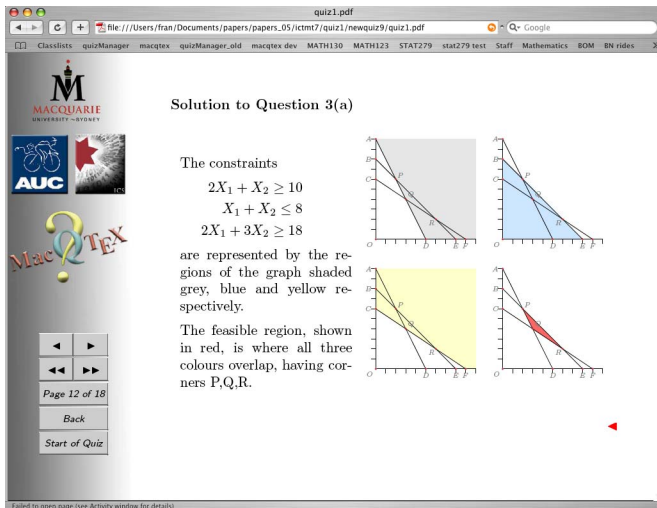 quiz1.pdf
file:///Users/fran/Documents/papers/papers_05/ictmt7/quiz1/newquiz9/quiz1.pdf
Google
Classlists quizManager macqtex quizManager_old macqtex dev MATH130 MATH123 STAT279 stat279 test Staff Mathematics BOM BN rides
MACQUARIE
UNIVERSITY ~ SYDNEY
AUC
ICS
Mac Q TEX
Page 12 of 18
Back
Start of Quiz
Solution to Question 3(a)
The constraints
2X₁ + X₂ ≥ 10
X₁ + X₂ ≤ 8
2X₁ + 3X₂ ≥ 18
are represented by the re-
gions of the graph shaded
grey, blue and yellow re-
spectively.
The feasible region, shown
in red, is where all three
colours overlap, having cor-
ners P,Q,R.
A
B
C
P
Q
R
O D E F
A
B
C
P
Q
R
O D E F
A
B
C
P
Q
R
O D E F
A
B
C
P
Q
R
O D E F
Failed to open page (see Activity window for details)